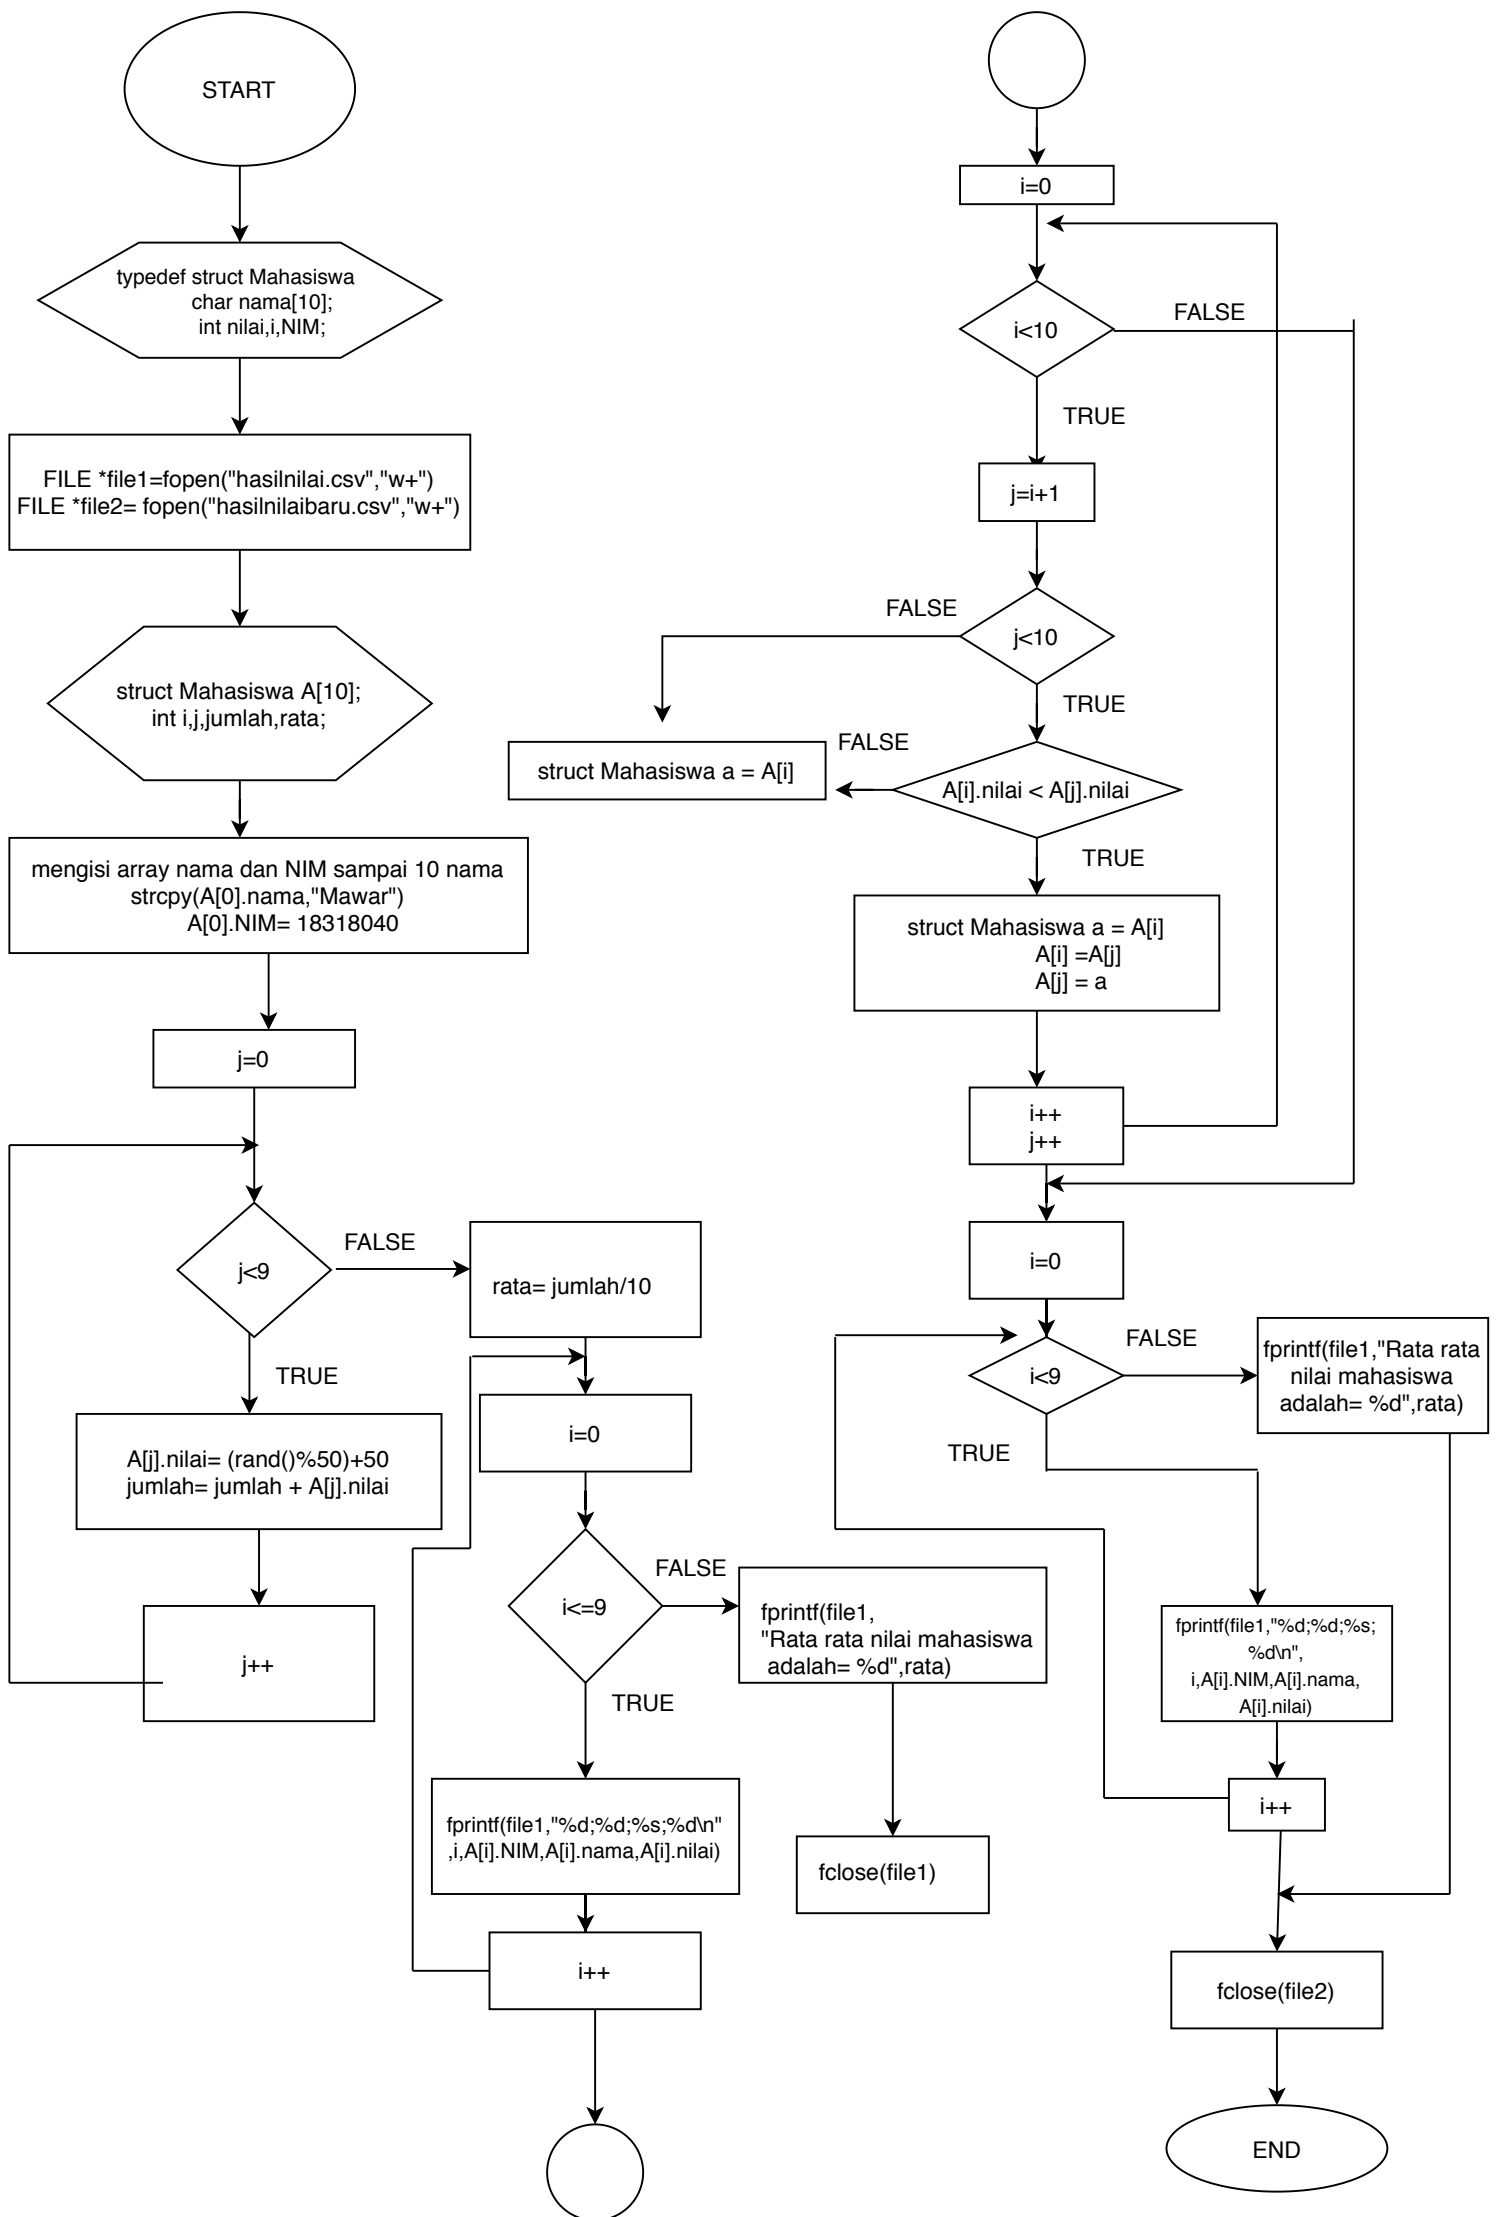 START
typedef struct Mahasiswa
char nama[10];
int nilai,i,NIM;
FILE *file1=fopen("hasilnilai.csv","w+")
FILE *file2= fopen("hasilnilaibaru.csv","w+")
struct Mahasiswa A[10];
int i,j,jumlah,rata;
mengisi array nama dan NIM sampai 10 nama
strcpy(A[0].nama,"Mawar")
A[0].NIM= 18318040
j=0
j<9
FALSE
TRUE
A[j].nilai= (rand()%50)+50
jumlah= jumlah + A[j].nilai
j++
rata= jumlah/10
i=0
i<=9
FALSE
TRUE
fprintf(file1,
"Rata rata nilai mahasiswa
adalah= %d",rata)
fclose(file1)
fprintf(file1,"%d;%d;%s;%d\n"
,i,A[i].NIM,A[i].nama,A[i].nilai)
i++
i=0
i<10
FALSE
TRUE
j=i+1
j<10
FALSE
TRUE
struct Mahasiswa a = A[i]
FALSE
A[i].nilai < A[j].nilai
TRUE
struct Mahasiswa a = A[i]
A[i] =A[j]
A[j] = a
i++
j++
i=0
i<9
FALSE
TRUE
fprintf(file1,"Rata rata
nilai mahasiswa
adalah= %d",rata)
fprintf(file1,"%d;%d;%s;
%d\n",
i,A[i].NIM,A[i].nama,
A[i].nilai)
i++
fclose(file2)
END